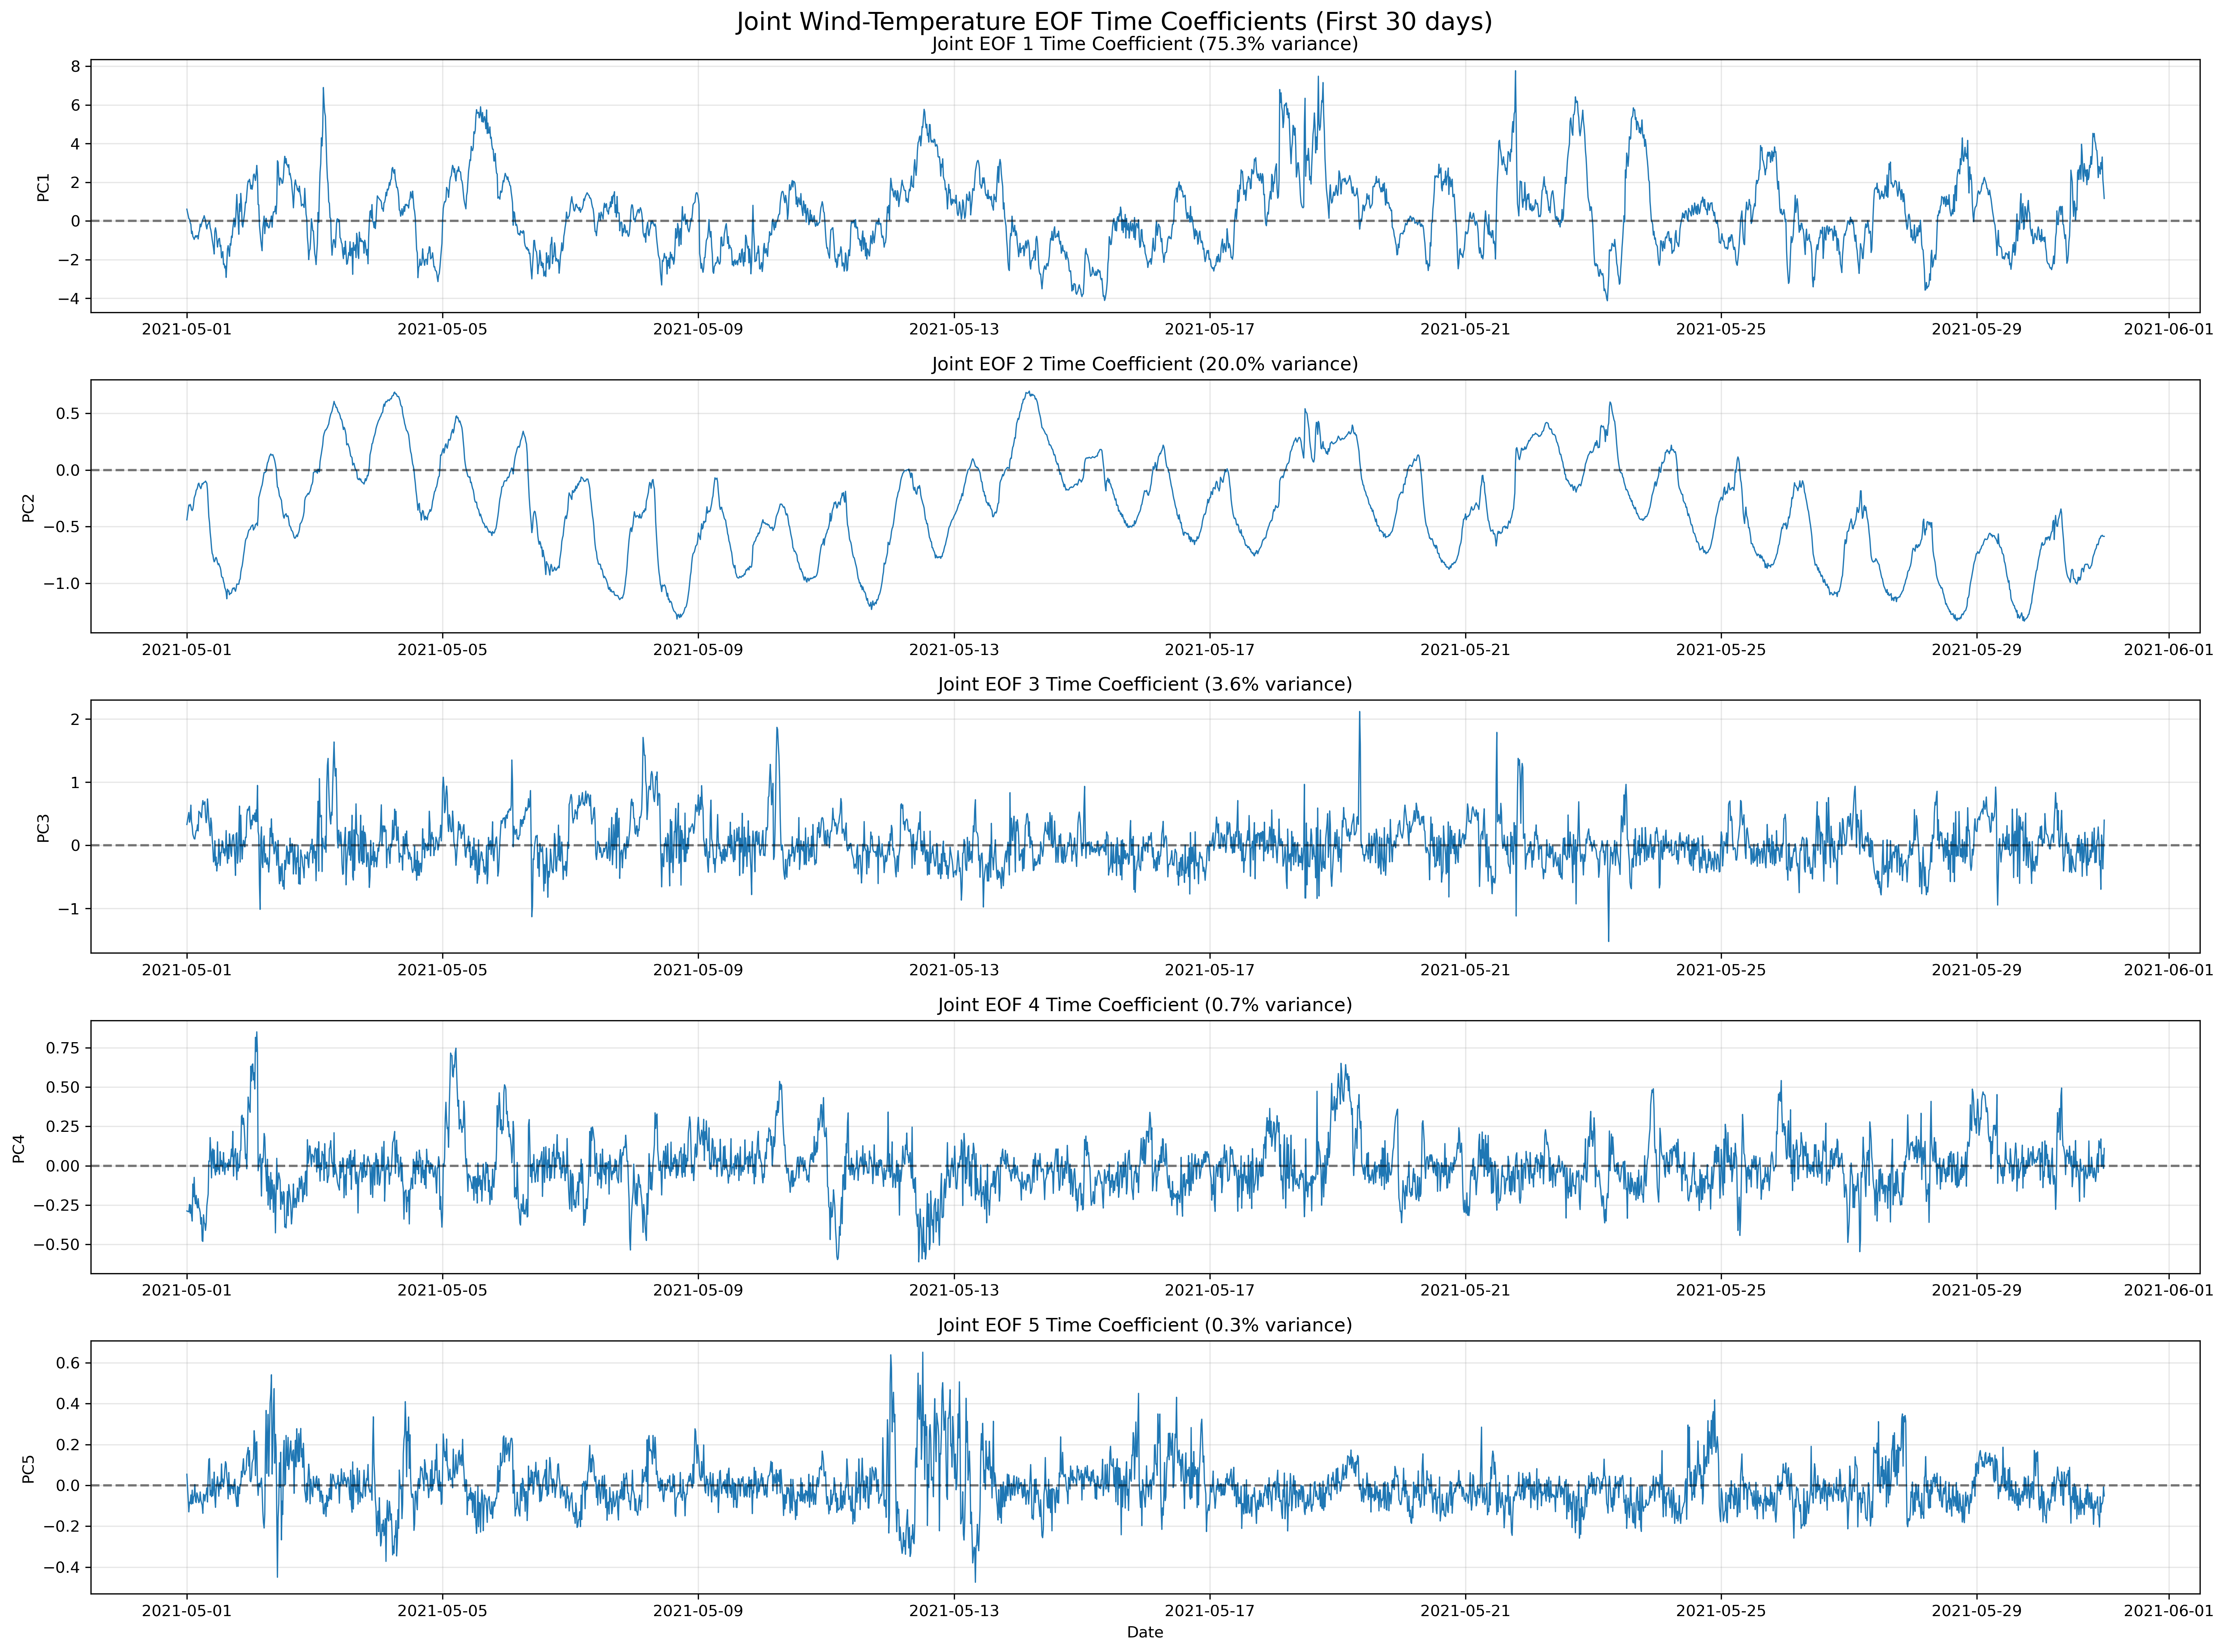 Joint Wind-Temperature EOF Time Coefficients (First 30 days)
Joint EOF 1 Time Coefficient (75.3% variance)
8
6
4
2
0
−2
−4
PC1
2021-05-01 2021-05-05 2021-05-09 2021-05-13 2021-05-17 2021-05-21 2021-05-25 2021-05-29 2021-06-01
Joint EOF 2 Time Coefficient (20.0% variance)
0.5
0.0
−0.5
−1.0
PC2
2021-05-01 2021-05-05 2021-05-09 2021-05-13 2021-05-17 2021-05-21 2021-05-25 2021-05-29 2021-06-01
Joint EOF 3 Time Coefficient (3.6% variance)
2
1
0
−1
PC3
2021-05-01 2021-05-05 2021-05-09 2021-05-13 2021-05-17 2021-05-21 2021-05-25 2021-05-29 2021-06-01
Joint EOF 4 Time Coefficient (0.7% variance)
0.75
0.50
0.25
0.00
−0.25
−0.50
PC4
2021-05-01 2021-05-05 2021-05-09 2021-05-13 2021-05-17 2021-05-21 2021-05-25 2021-05-29 2021-06-01
Joint EOF 5 Time Coefficient (0.3% variance)
0.6
0.4
0.2
0.0
−0.2
−0.4
PC5
2021-05-01 2021-05-05 2021-05-09 2021-05-13 2021-05-17 2021-05-21 2021-05-25 2021-05-29 2021-06-01
Date